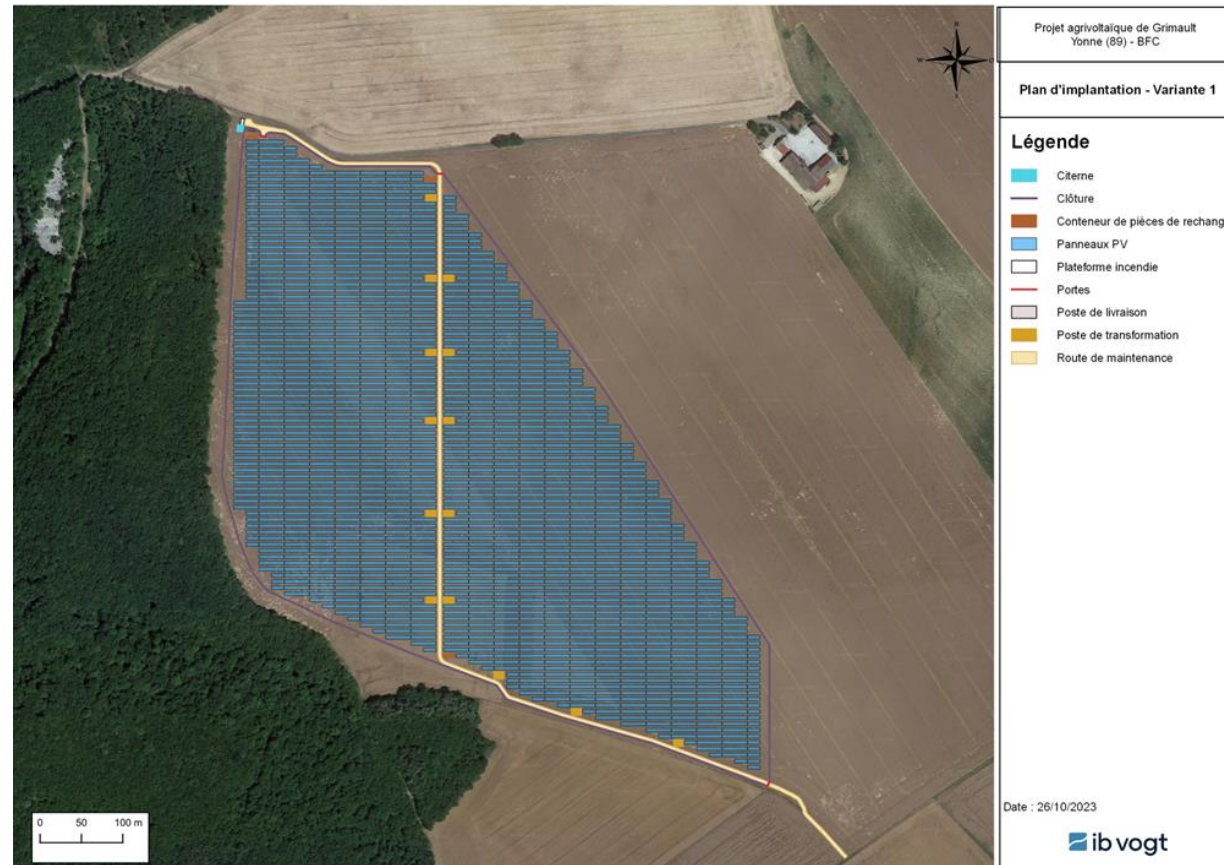 Projet agrivoltaïque de Grimault
Yonne (89) - BFC
Plan d'implantation - Variante 1
Légende
Citerne
Clôture
Conteneur de pièces de rechang
Panneaux PV
Plateforme incendie
Portes
Poste de livraison
Poste de transformation
Route de maintenance
0 50 100 m
Date : 26/10/2023
ib vogt